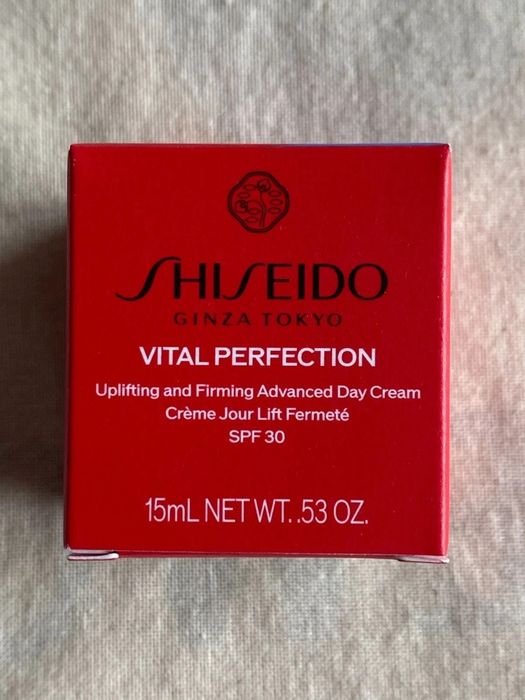 SHISEIDO
GINZA TOKYO
VITAL PERFECTION
Uplifting and Firming Advanced Day Cream
Crème Jour Lift Fermeté
SPF 30
15mL NET WT. .53 OZ.